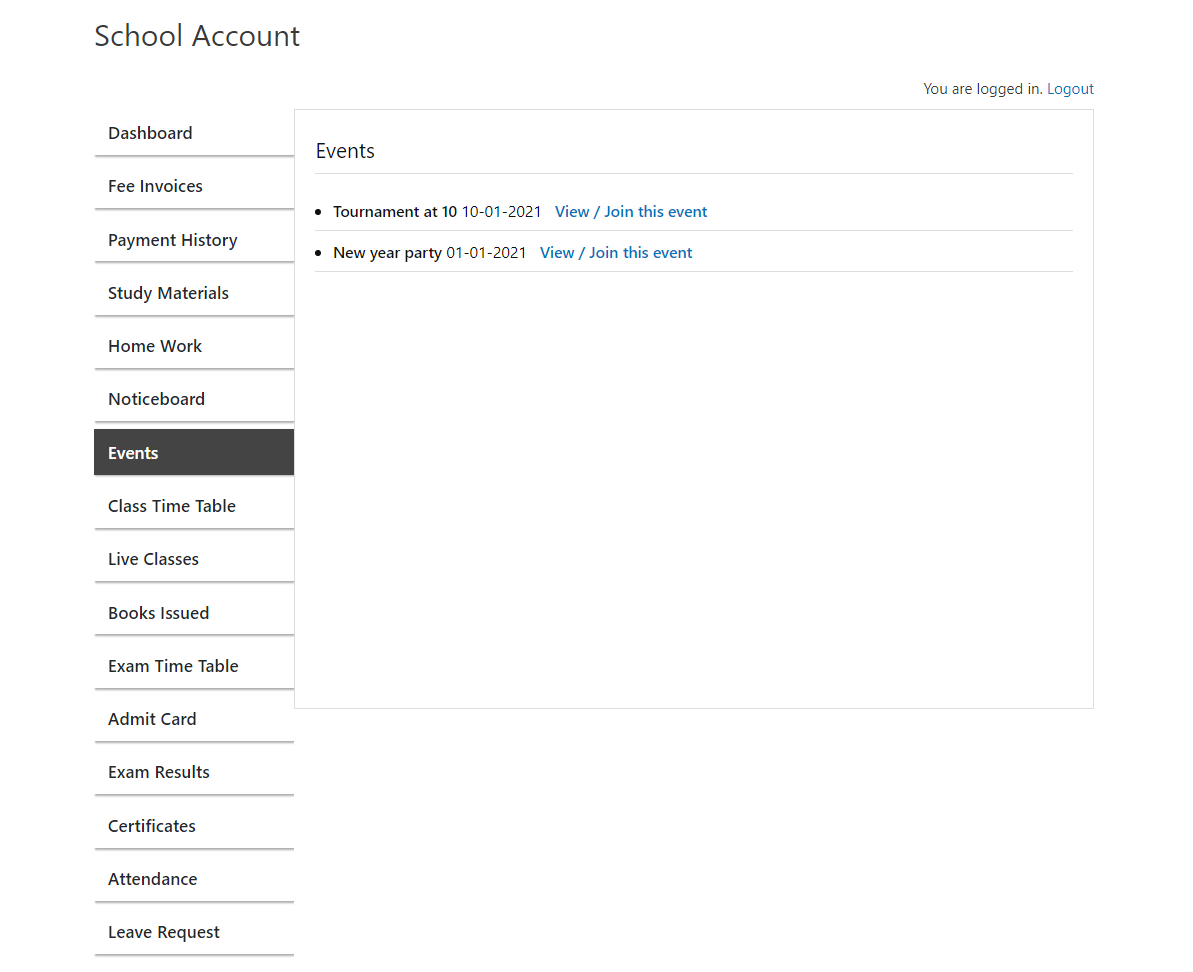 School Account
You are logged in. Logout
Dashboard
Fee Invoices
Payment History
Study Materials
Home Work
Noticeboard
Events
Class Time Table
Live Classes
Books Issued
Exam Time Table
Admit Card
Exam Results
Certificates
Attendance
Leave Request
Events
Tournament at 10 10-01-2021 View / Join this event
New year party 01-01-2021 View / Join this event